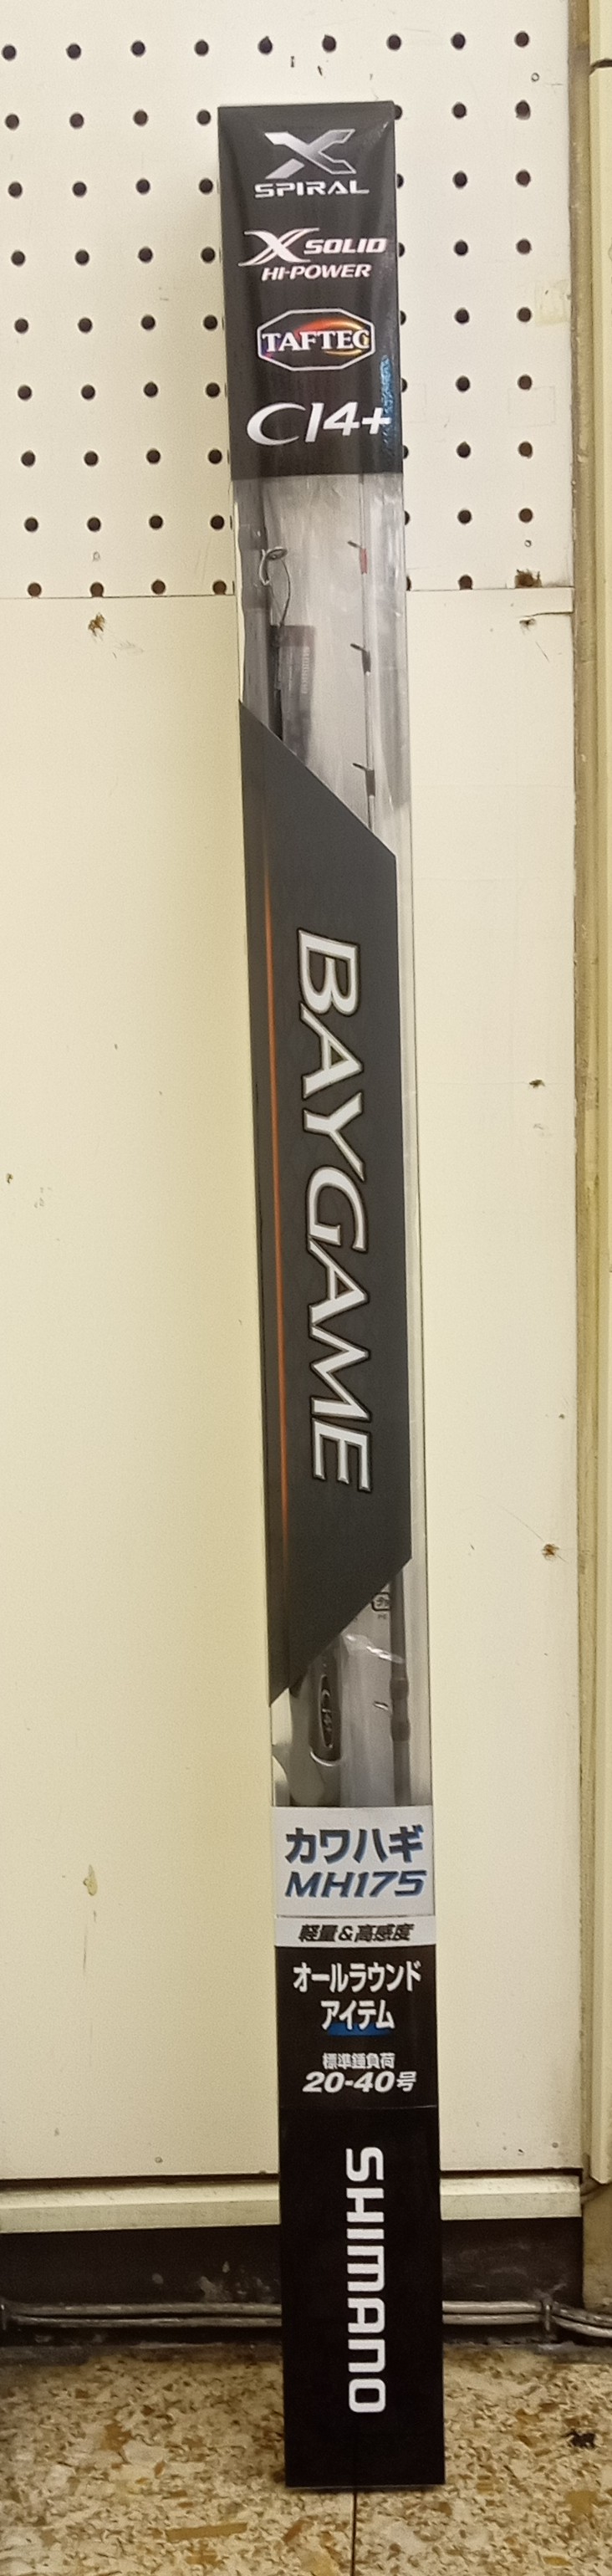 X
SPIRAL
X SOLID
HI-POWER
TAFTEC
CI4+
BAYGAME
カワハギ
MH175
軽量&高感度
オールラウンド
アイテム
標準錘負荷
20-40号
SHIMANO